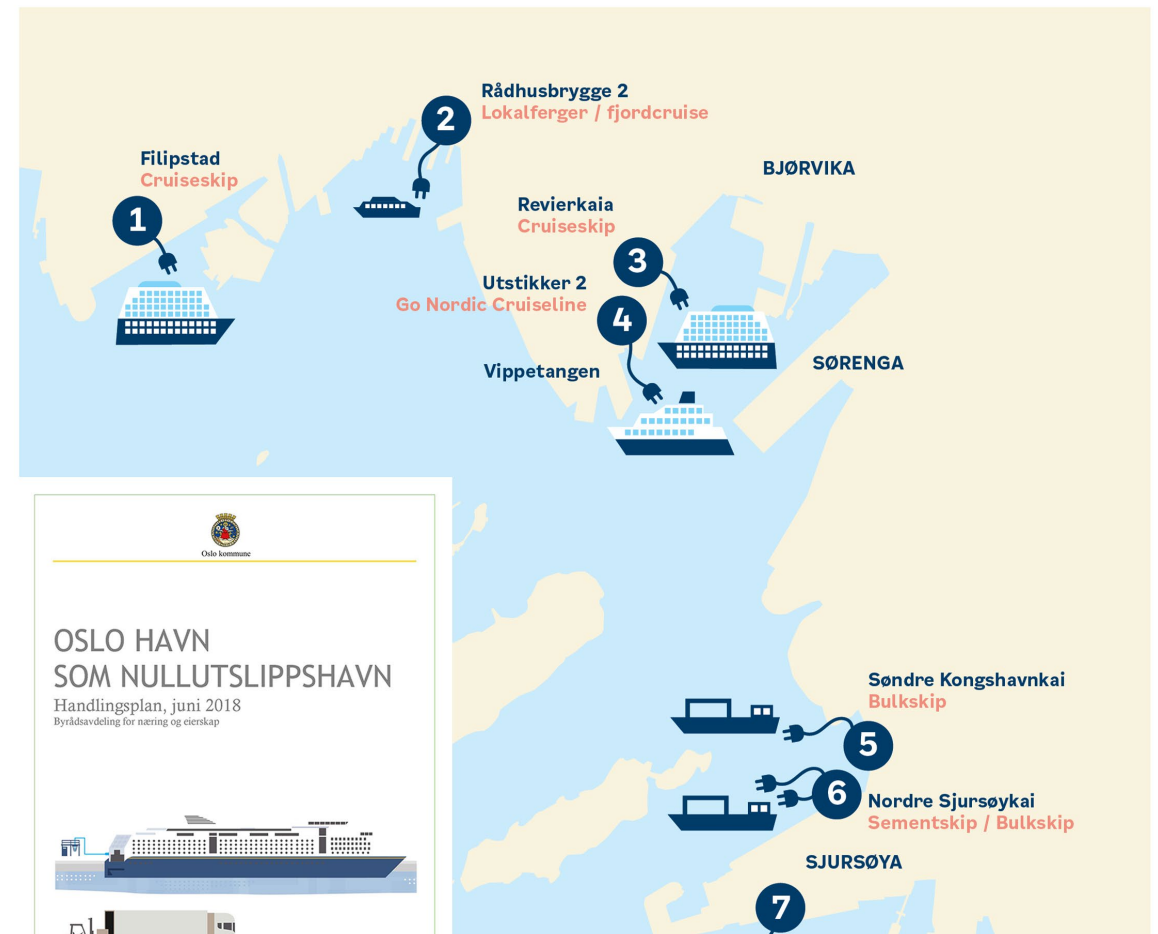 Rådhusbrygge 2
Lokalferger / fjordcruise
2
Filipstad
Cruiseskip
1
BJØRVIKA
Revierkaia
Cruiseskip
3
Utstikker 2
Go Nordic Cruiseline
4
SØRENGA
Vippetangen
Oslo kommune
OSLO HAVN
SOM NULLUTSLIPPSHAVN
Handlingsplan, juni 2018
Byrådsavdeling for næring og eierskap
Søndre Kongshavnkai
Bulkskip
5
6
Nordre Sjursøykai
Sementskip / Bulkskip
SJURSØYA
7